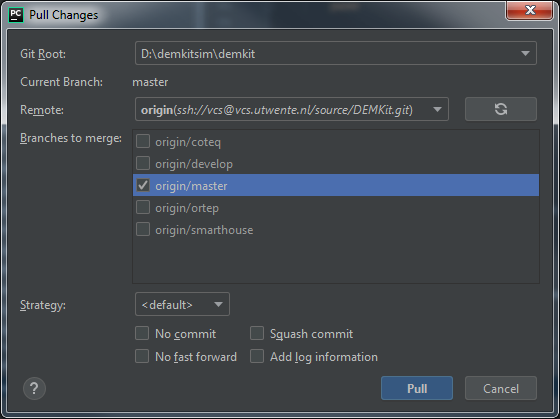 PC Pull Changes
Git Root: D:\demkitsim\demkit
Current Branch: master
Remote: origin(ssh://vcs@vcs.utwente.nl/source/DEMKit.git)
Branches to merge: origin/coteq
origin/develop
origin/master
origin/ortep
origin/smarthouse
Strategy: <default>
No commit Squash commit
No fast forward Add log information
? Pull Cancel